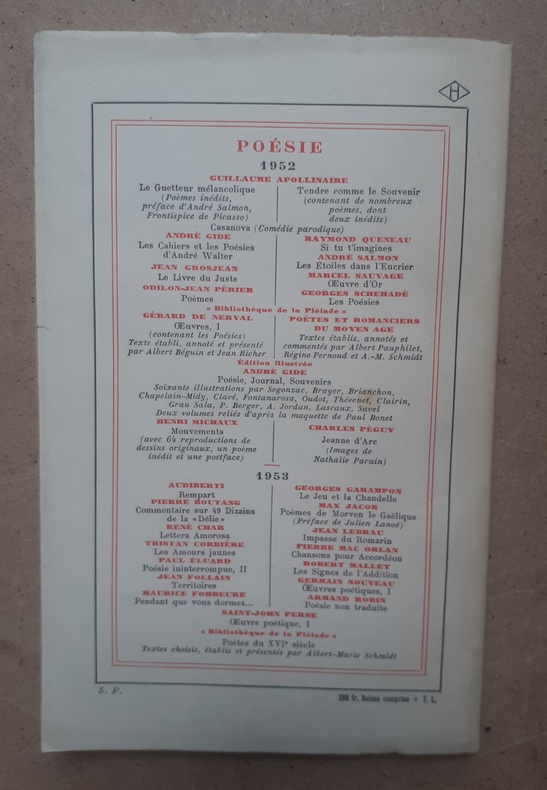 H
POÉSIE
1952
GUILLAUME APOLLINAIRE
Le Guetteur mélancolique
(Poèmes inédits,
préface d'André Salmon,
Frontispice de Picasso)
Tendre comme le Souvenir
(contenant de nombreux
poèmes, dont
deux inédits)
Casanova (Comédie parodique)
ANDRÉ GIDE
Les Cahiers et les Poésies
d'André Walter
JEAN GROSJEAN
Le Livre du Juste
ODILON-JEAN PÉRIER
Poèmes
RAYMOND QUENEAU
Si tu t'imagines
ANDRÉ SALMON
Les Étoiles dans l'Encrier
MARCEL SAUVAGE
Œuvre d'Or
GEORGES SCHEHADÉ
Les Poésies
« Bibliothèque de la Pléiade »
GÉRARD DE NERVAL
Œuvres, I
(contenant les Poésies)
Texte établi, annoté et présenté
par Albert Béguin et Jean Richer
POÈTES ET ROMANCIERS
DU MOYEN AGE
Textes établis, annotés et
commentés par Albert Pauphilet,
Régine Pernoud et A.-M. Schmidt
Édition illustrée
ANDRÉ GIDE
Poésie, Journal, Souvenirs
Soixante illustrations par Segonzac, Brayer, Brianchon,
Chapelain-Midy, Clavé, Fontanarosa, Oudot, Thévenet, Clairin,
Grau Sala, P. Berger, A. Jordan, Lascaux, Savel
Deux volumes reliés d'après la maquette de Paul Bonet
HENRI MICHAUX
Mouvements
(avec 64 reproductions de
dessins originaux, un poème
inédit et une postface)
CHARLES PÉGUY
Jeanne d'Arc
(Images de
Nathalie Parain)
1953
AUDIBERTI
Rempart
PIERRE BOUTANG
Commentaire sur 49 Dizains
de la «Délie»
RENÉ CHAR
Lettera Amorosa
TRISTAN CORBIÈRE
Les Amours jaunes
PAUL ÉLUARD
Poésie ininterrompue, II
JEAN FOLLAIN
Territoires
MAURICE FOMBEURE
Pendant que vous dormez...
GEORGES GARAMPON
Le Jeu et la Chandelle
MAX JACOB
Poèmes de Morven le Gaëlique
(Préface de Julien Lanoë)
JEAN LEBRAU
Impasse du Romarin
PIERRE MAC ORLAN
Chansons pour Accordéon
ROBERT MALLET
Les Signes de l'Addition
GERMAIN NOUVEAU
Œuvres poétiques, I
ARMAND ROBIN
Poésie non traduite
SAINT-JOHN PERSE
Œuvre poétique, I
« Bibliothèque de la Pléiade »
Poètes du XVIe siècle
Textes choisis, établis et présentés par Albert-Marie Schmidt
S. P.
fr. Baisse comprise + T. L.